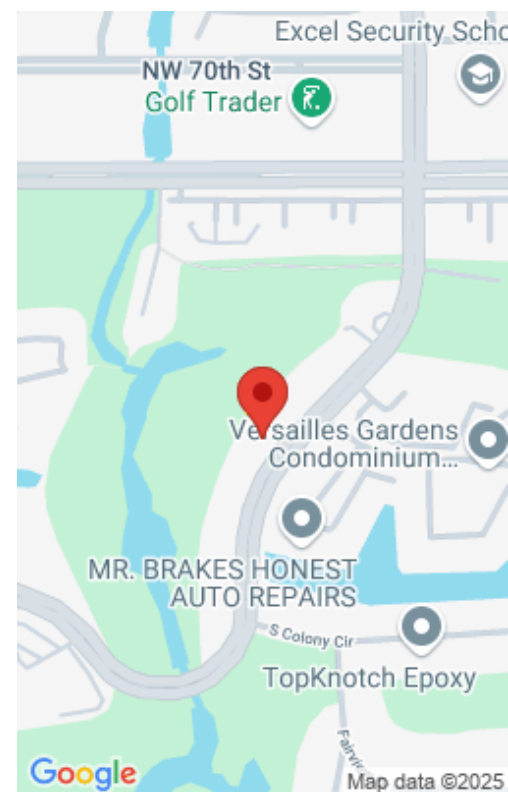 Excel Security Scho
NW 70th St
Golf Trader
Versailles Gardens
Condominium...
MR. BRAKES HONEST
AUTO REPAIRS
S Colony Cir
TopKnotch Epoxy
Fairvi
Google
Map data ©2025